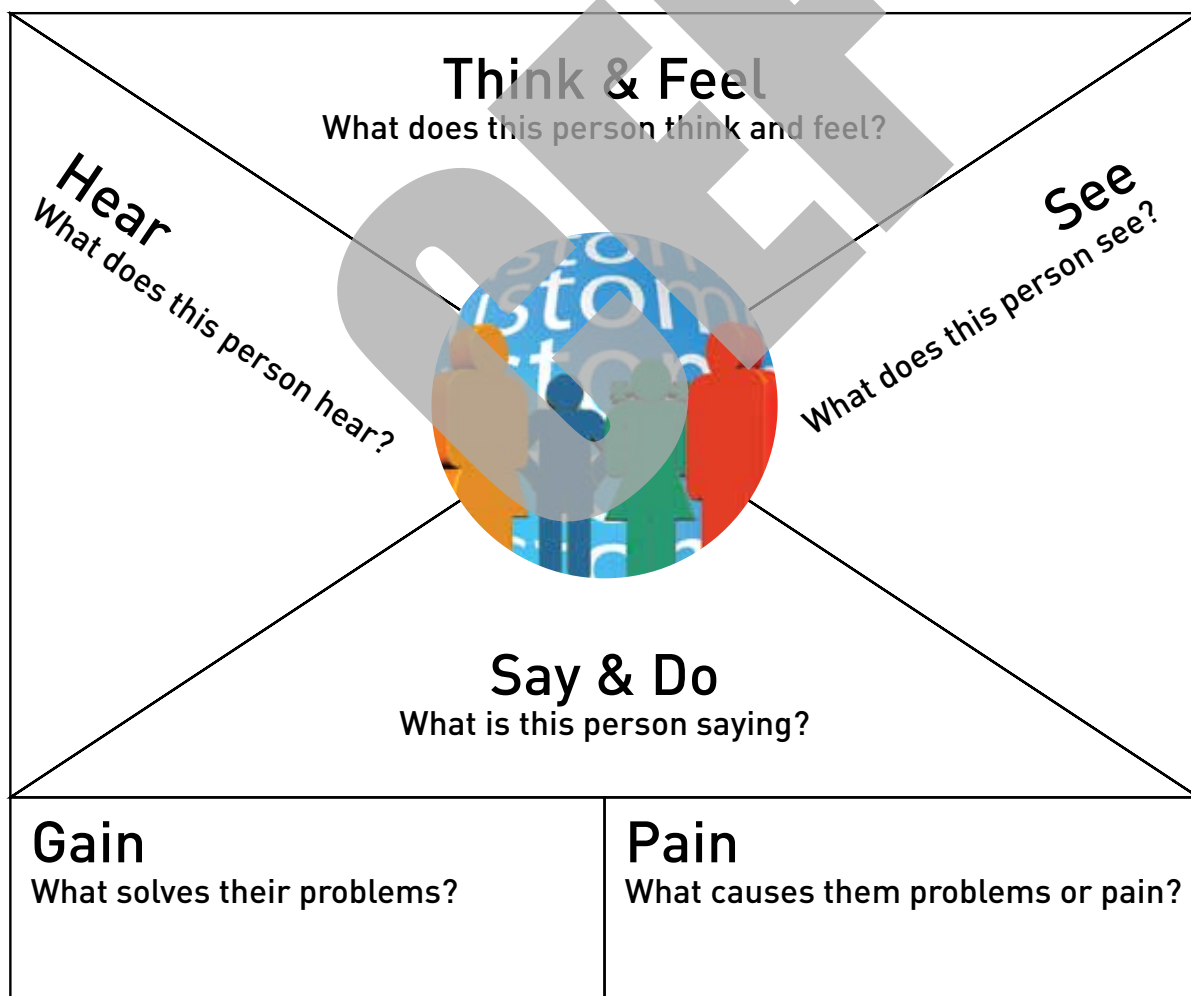 Think & Feel
What does this person think and feel?
Hear
What does this person hear?
See
What does this person see?
Say & Do
What is this person saying?
Gain
What solves their problems?
Pain
What causes them problems or pain?